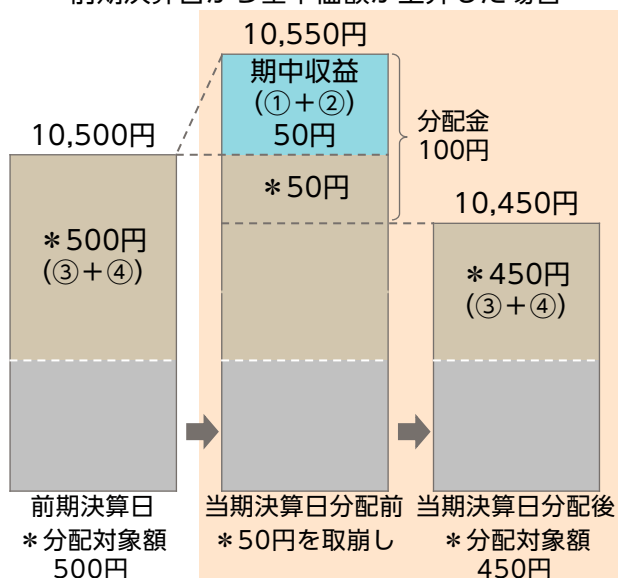 前期決算日から基準価額が上昇した場合
10,550円
期中収益
(①＋②)
50円
分配金
100円
10,500円
＊50円
10,450円
＊500円
(③＋④)
＊450円
(③＋④)
前期決算日
当期決算日分配前
当期決算日分配後
＊分配対象額
500円
＊50円を取崩し
＊分配対象額
450円